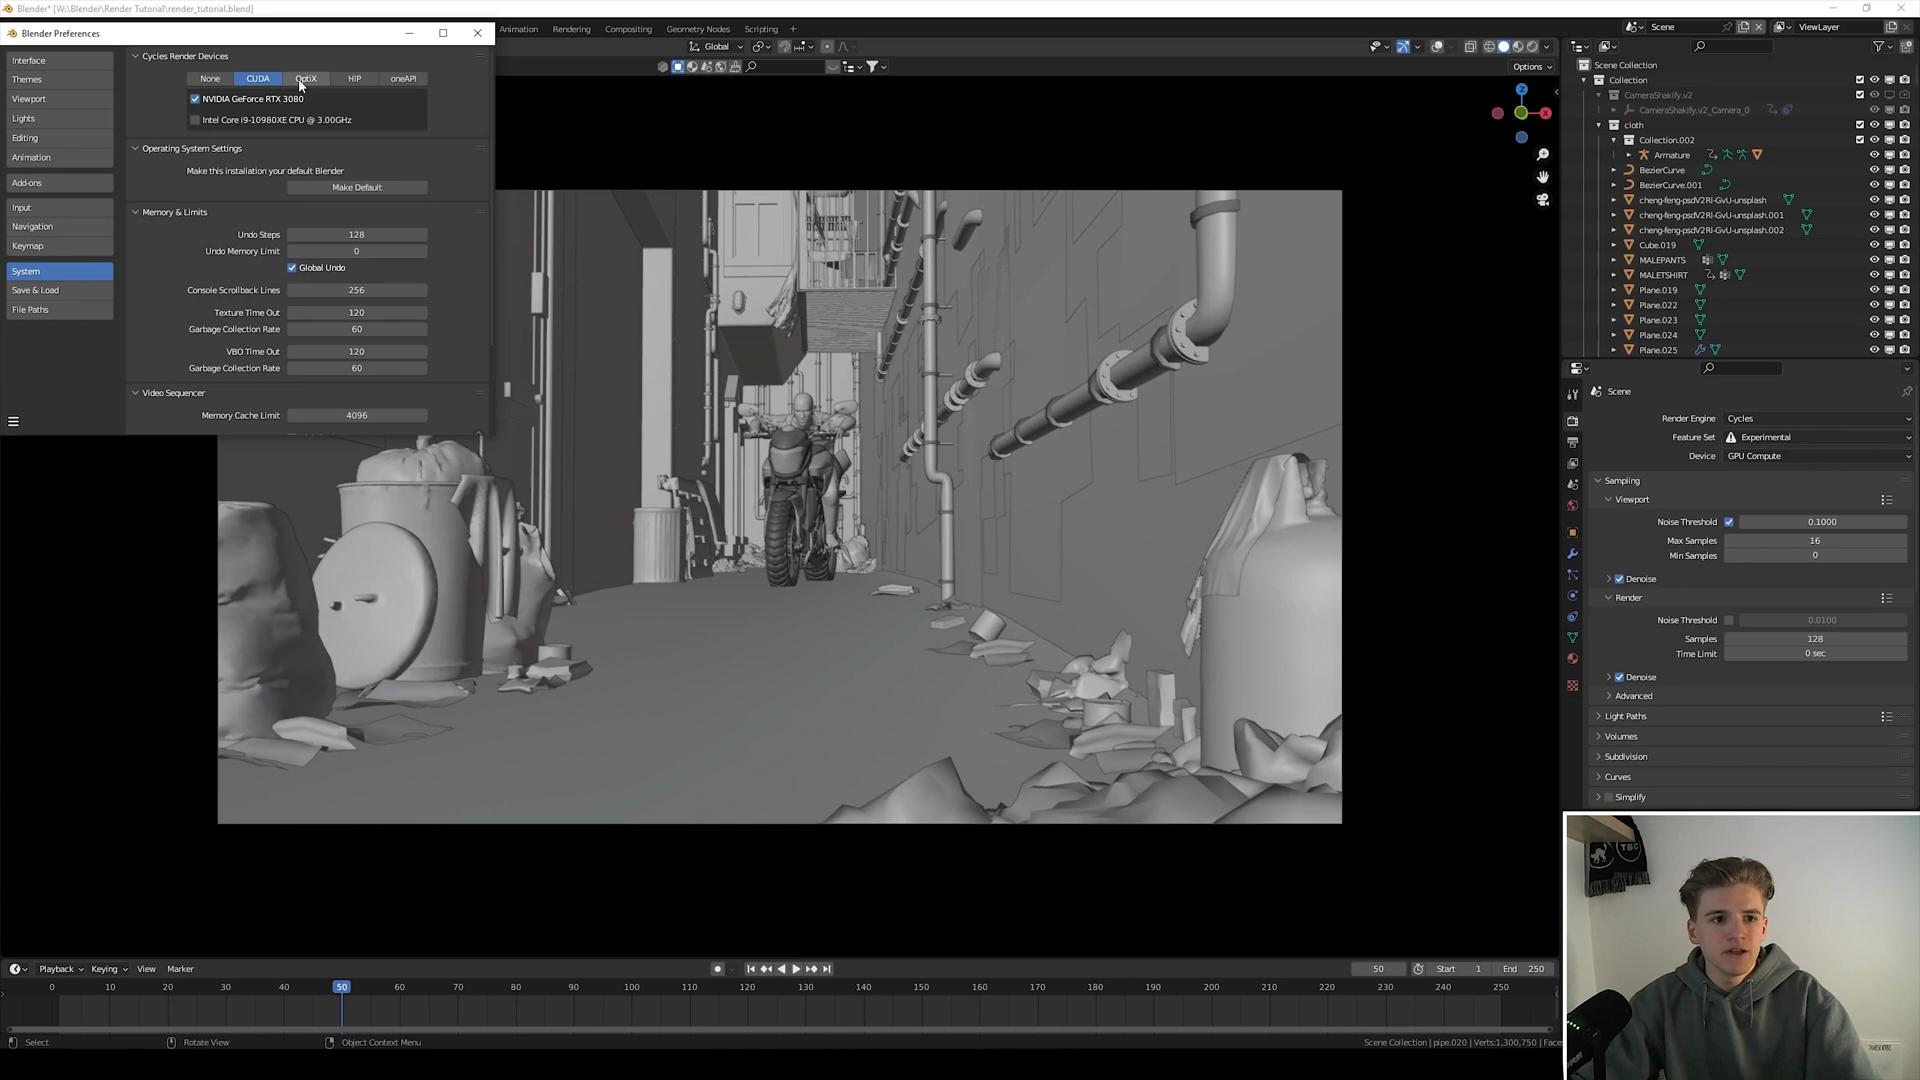 Blender* [W:\Blender\Render Tutorial\render_tutorial.blend]
Blender Preferences
Animation Rendering Compositing Geometry Nodes Scripting +
Scene ViewLayer
Global
Options
Interface
Themes
Viewport
Lights
Editing
Animation
Add-ons
Input
Navigation
Keymap
System
Save & Load
File Paths
Cycles Render Devices
None CUDA OptiX HIP oneAPI
NVIDIA GeForce RTX 3080
Intel Core i9-10980XE CPU @ 3.00GHz
Operating System Settings
Make this installation your default Blender
Make Default
Memory & Limits
Undo Steps 128
Undo Memory Limit 0
Global Undo
Console Scrollback Lines 256
Texture Time Out 120
Garbage Collection Rate 60
VBO Time Out 120
Garbage Collection Rate 60
Video Sequencer
Memory Cache Limit 4096
Z
X
Scene Collection
Collection
CameraShakify.v2
CameraShakify.v2_Camera_0
cloth
Collection.002
Armature
BezierCurve
BezierCurve.001
cheng-feng-psdV2Rl-GvU-unsplash
cheng-feng-psdV2Rl-GvU-unsplash.001
cheng-feng-psdV2Rl-GvU-unsplash.002
Cube.019
MALEPANTS
MALETSHIRT
Plane.019
Plane.022
Plane.023
Plane.024
Plane.025
Scene
Render Engine Cycles
Feature Set Experimental
Device GPU Compute
Sampling
Viewport
Noise Threshold 0.1000
Max Samples 16
Min Samples 0
Denoise
Render
Noise Threshold 0.0100
Samples 128
Time Limit 0 sec
Denoise
Advanced
Light Paths
Volumes
Subdivision
Curves
Simplify
TBC
Playback Keying View Marker
50 Start 1 End 250
0 10 20 30 40 50 60 70 80 90 100 110 120 130 140 150 160 170 180 190 200 210 220 230 240 250
Select Rotate View Object Context Menu
Scene Collection | pipe.020 | Verts:1,300,750 | Faces